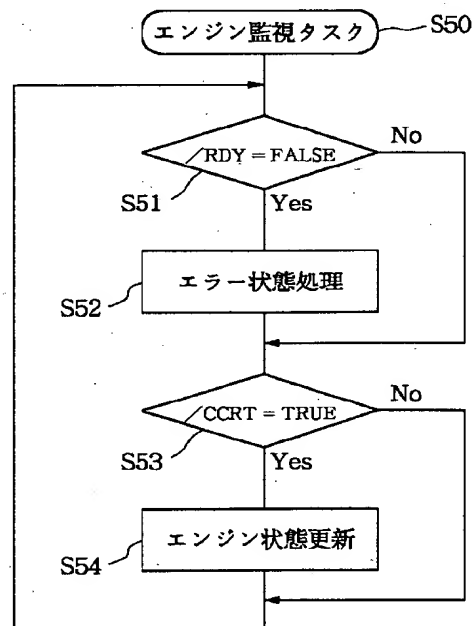 エンジン監視タスク
S50
/RDY = FALSE
No
S51
Yes
エラー状態処理
S52
/CCRT = TRUE
No
S53
Yes
エンジン状態更新
S54